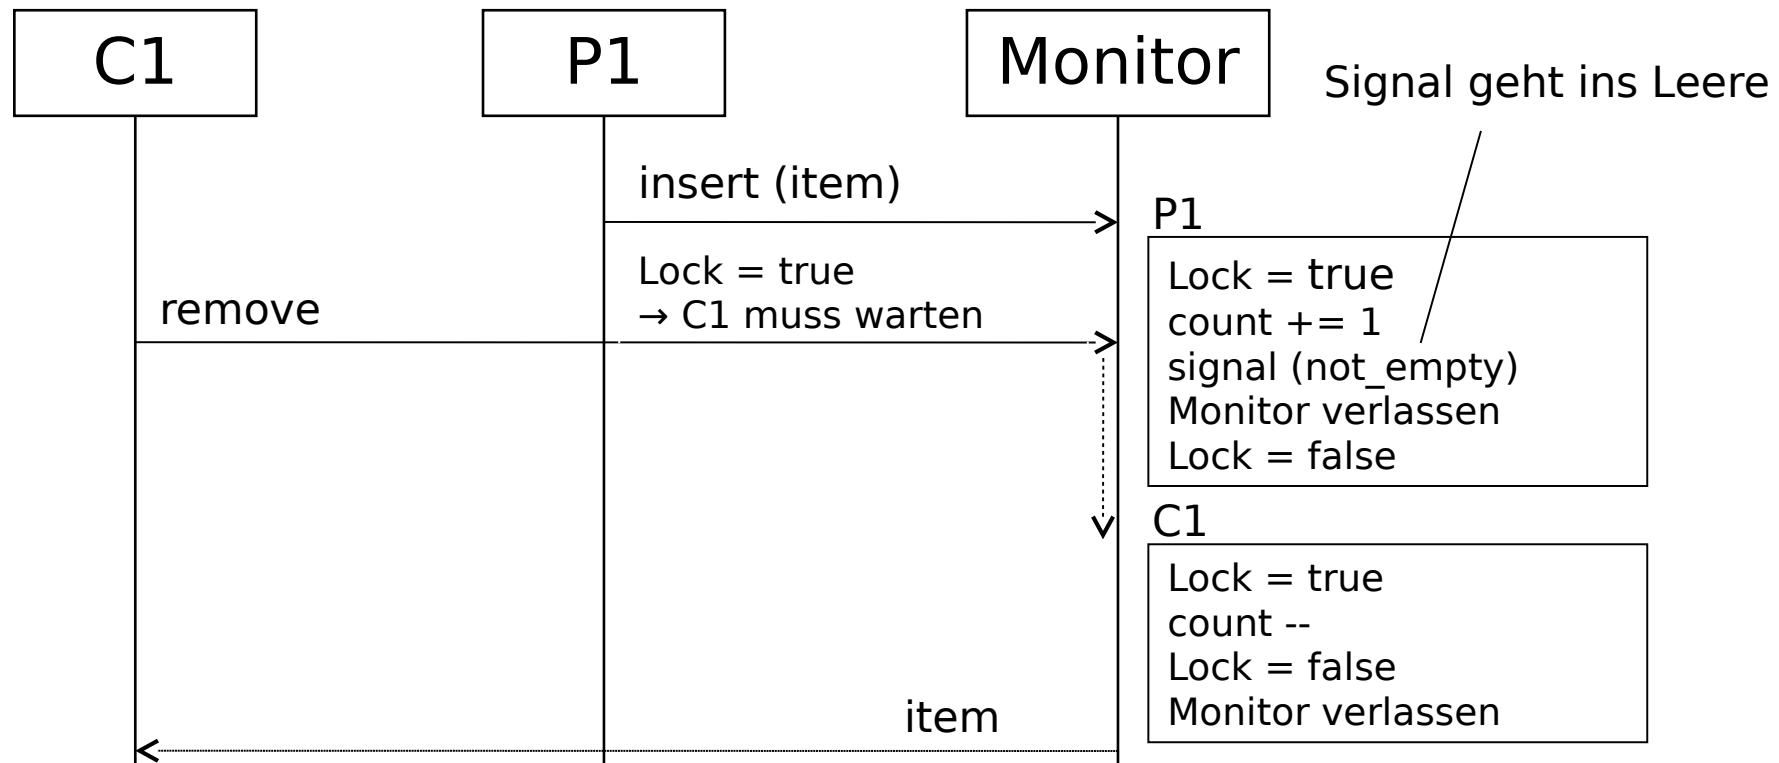 C1
P1
Monitor
Signal geht ins Leere
insert (item)
P1
Lock = true
→ C1 muss warten
remove
Lock = true
count += 1
signal (not_empty)
Monitor verlassen
Lock = false
C1
Lock = true
count --
Lock = false
Monitor verlassen
item